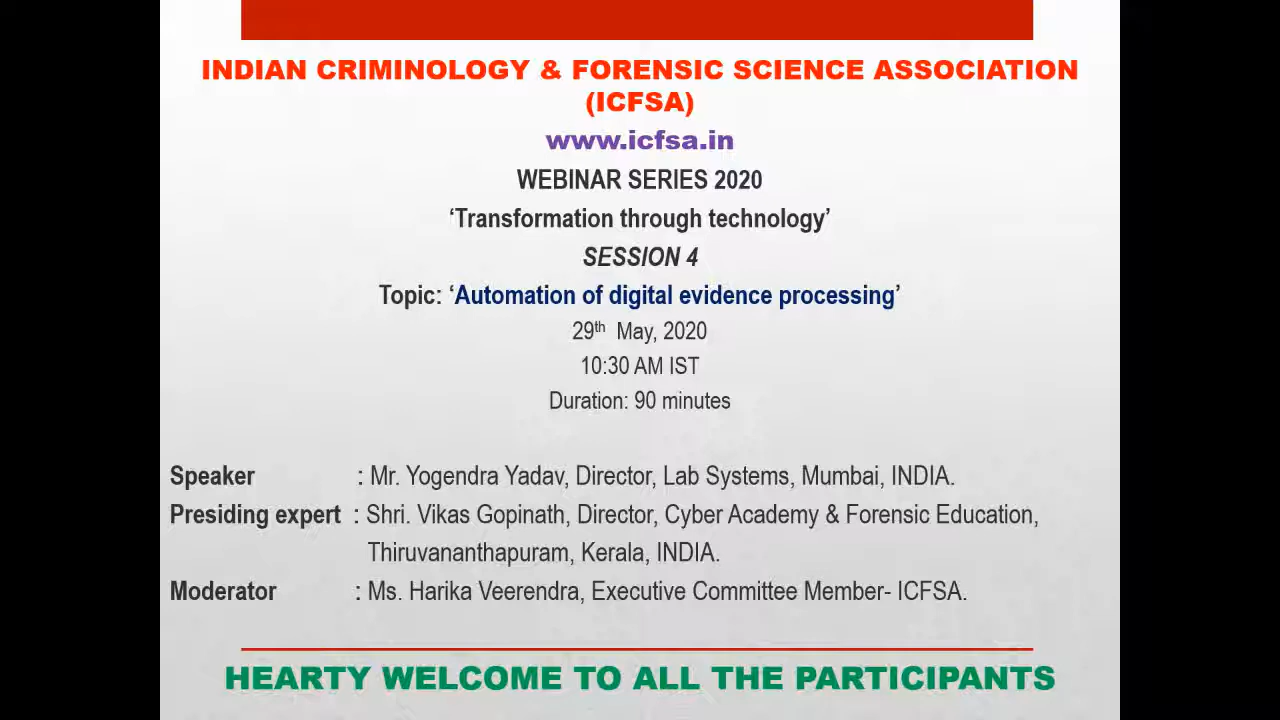 INDIAN CRIMINOLOGY & FORENSIC SCIENCE ASSOCIATION
(ICFSA)
www.icfsa.in
WEBINAR SERIES 2020
‘Transformation through technology’
SESSION 4
Topic: ‘Automation of digital evidence processing’
29th May, 2020
10:30 AM IST
Duration: 90 minutes
Speaker : Mr. Yogendra Yadav, Director, Lab Systems, Mumbai, INDIA.
Presiding expert : Shri. Vikas Gopinath, Director, Cyber Academy & Forensic Education,
Thiruvananthapuram, Kerala, INDIA.
Moderator : Ms. Harika Veerendra, Executive Committee Member- ICFSA.
HEARTY WELCOME TO ALL THE PARTICIPANTS